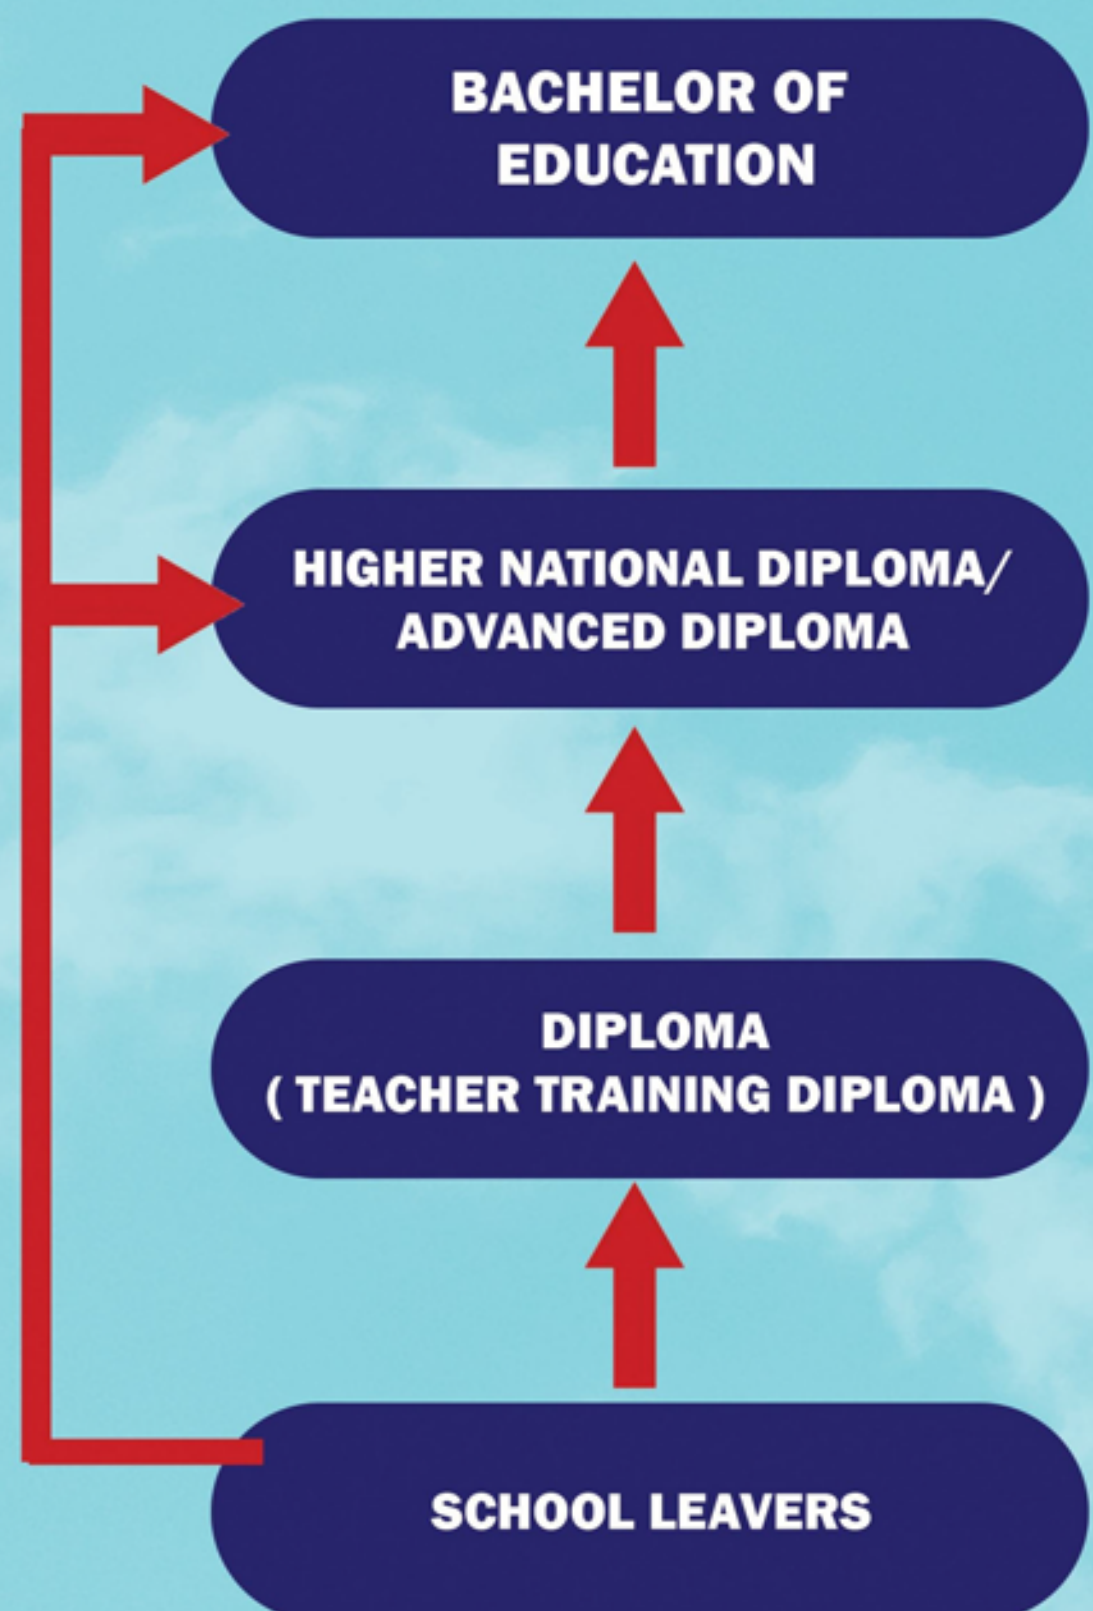 BACHELOR OF
EDUCATION
HIGHER NATIONAL DIPLOMA/
ADVANCED DIPLOMA
DIPLOMA
( TEACHER TRAINING DIPLOMA )
SCHOOL LEAVERS